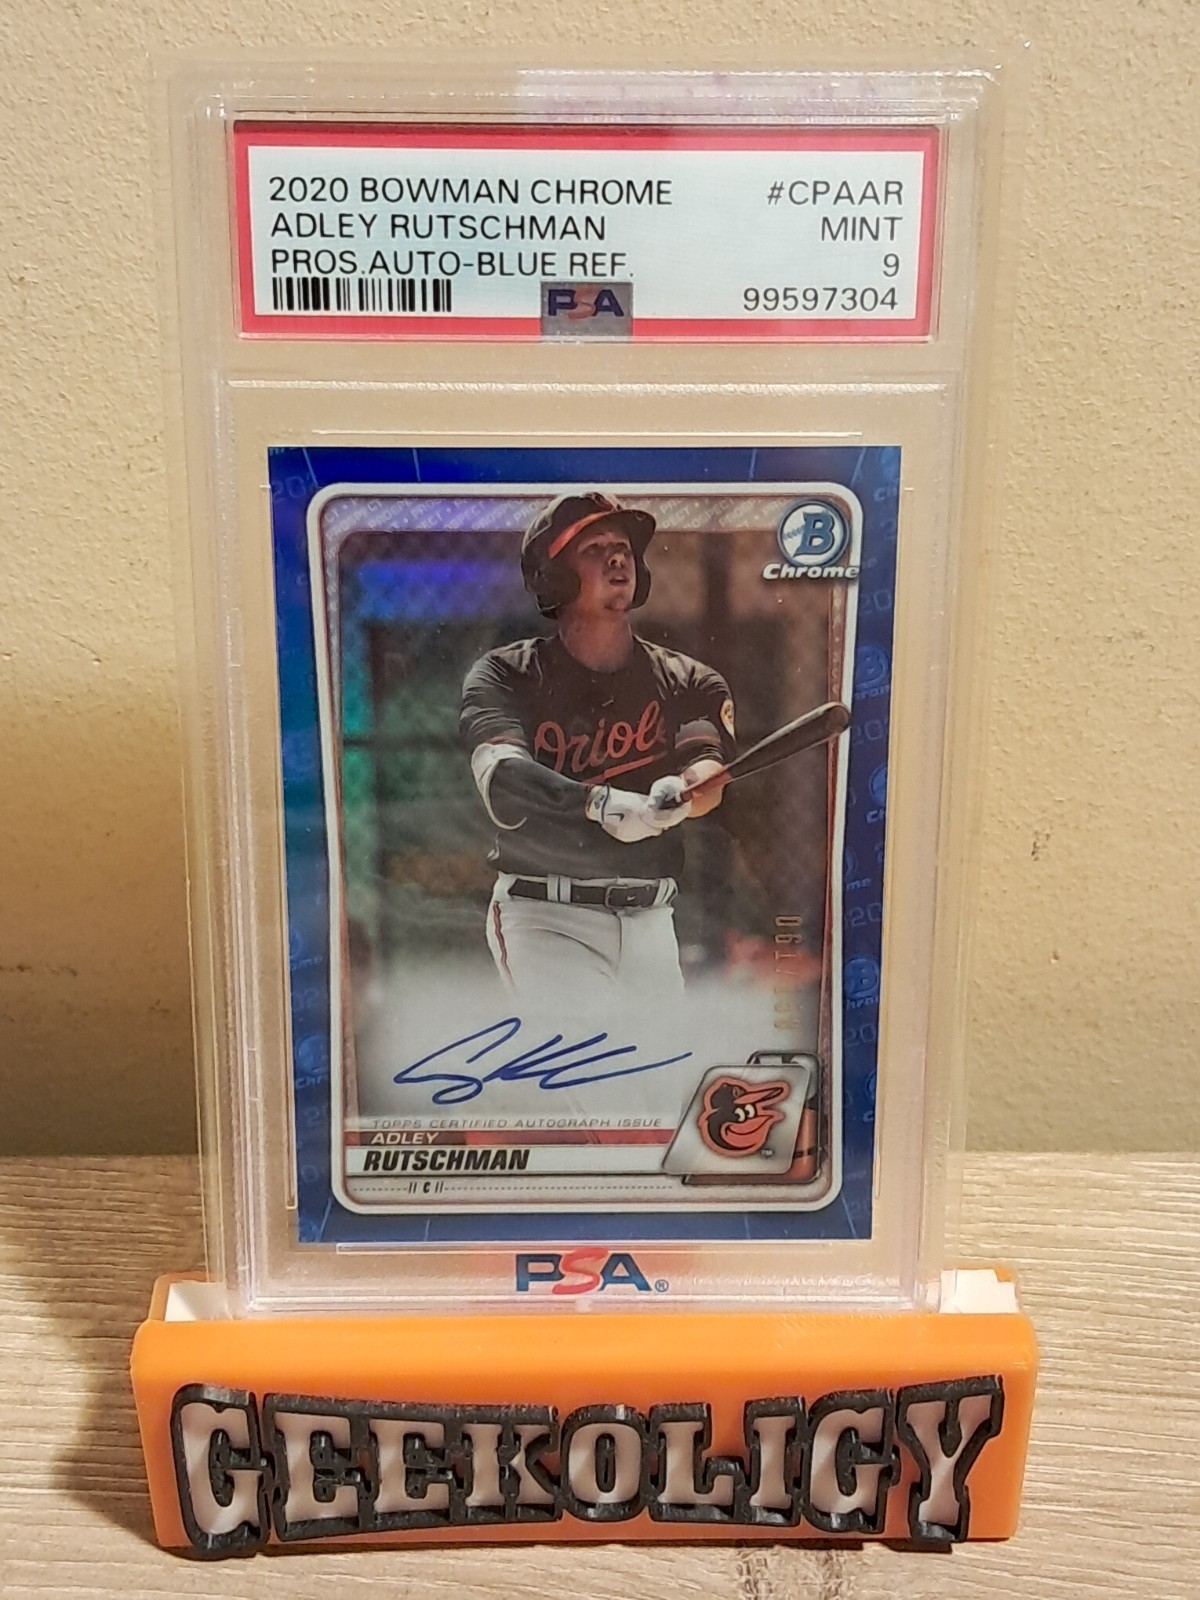 2020 BOWMAN CHROME #CPAAR
ADLEY RUTSCHMAN MINT
PROS.AUTO-BLUE REF. 9
99597304
PSA
B
Chrome
Orioles
TOPPS CERTIFIED AUTOGRAPH ISSUE
ADLEY
RUTSCHMAN
C
PSA®
GEEKOLIGY